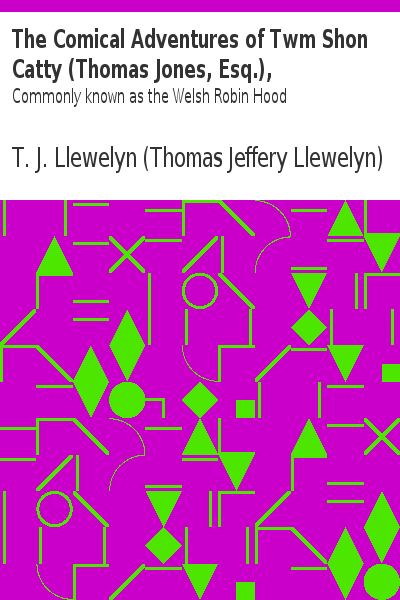 The Comical Adventures of Twm Shon
Catty (Thomas Jones, Esq.),
Commonly known as the Welsh Robin Hood
T. J. Llewelyn (Thomas Jeffery Llewelyn)